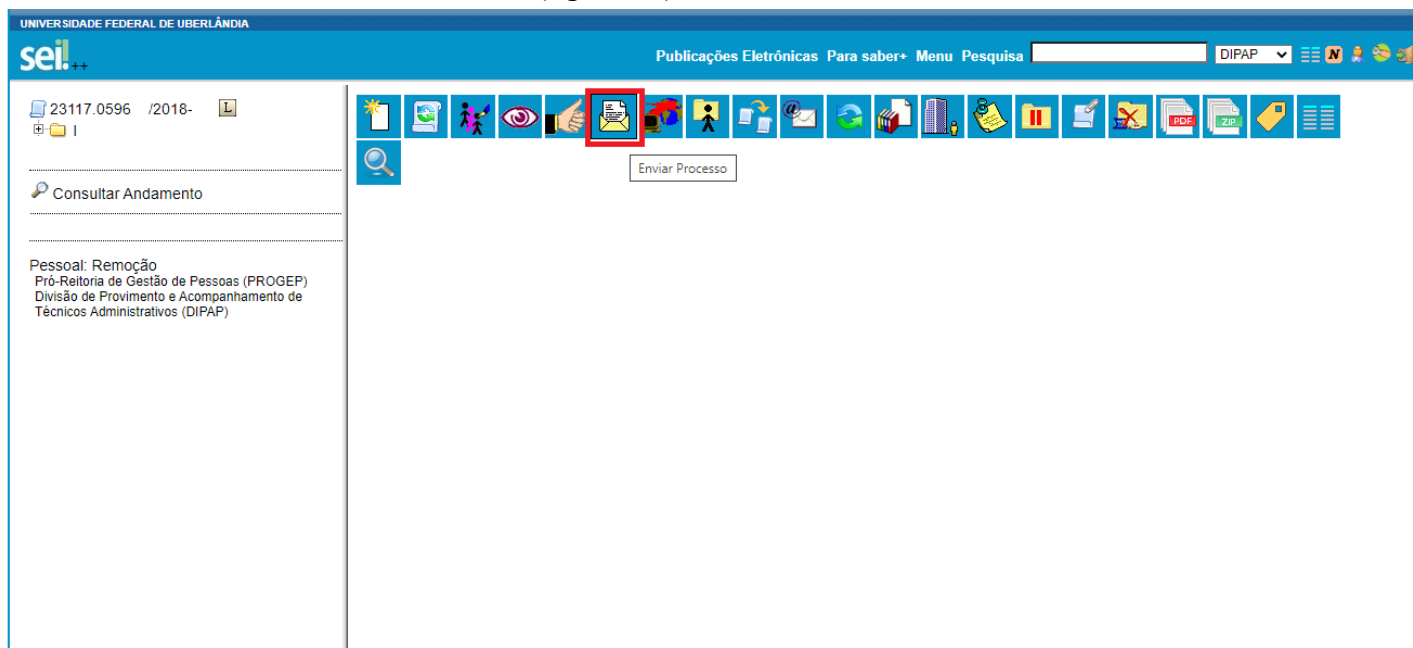 UNIVERSIDADE FEDERAL DE UBERLÂNDIA
sei! ++
Publicações Eletrônicas Para saber+ Menu Pesquisa DIPAP N
23117.0596 /2018- L
I
Enviar Processo
PDF
ZIP
Consultar Andamento
Pessoal: Remoção
Pró-Reitoria de Gestão de Pessoas (PROGEP)
Divisão de Provimento e Acompanhamento de
Técnicos Administrativos (DIPAP)